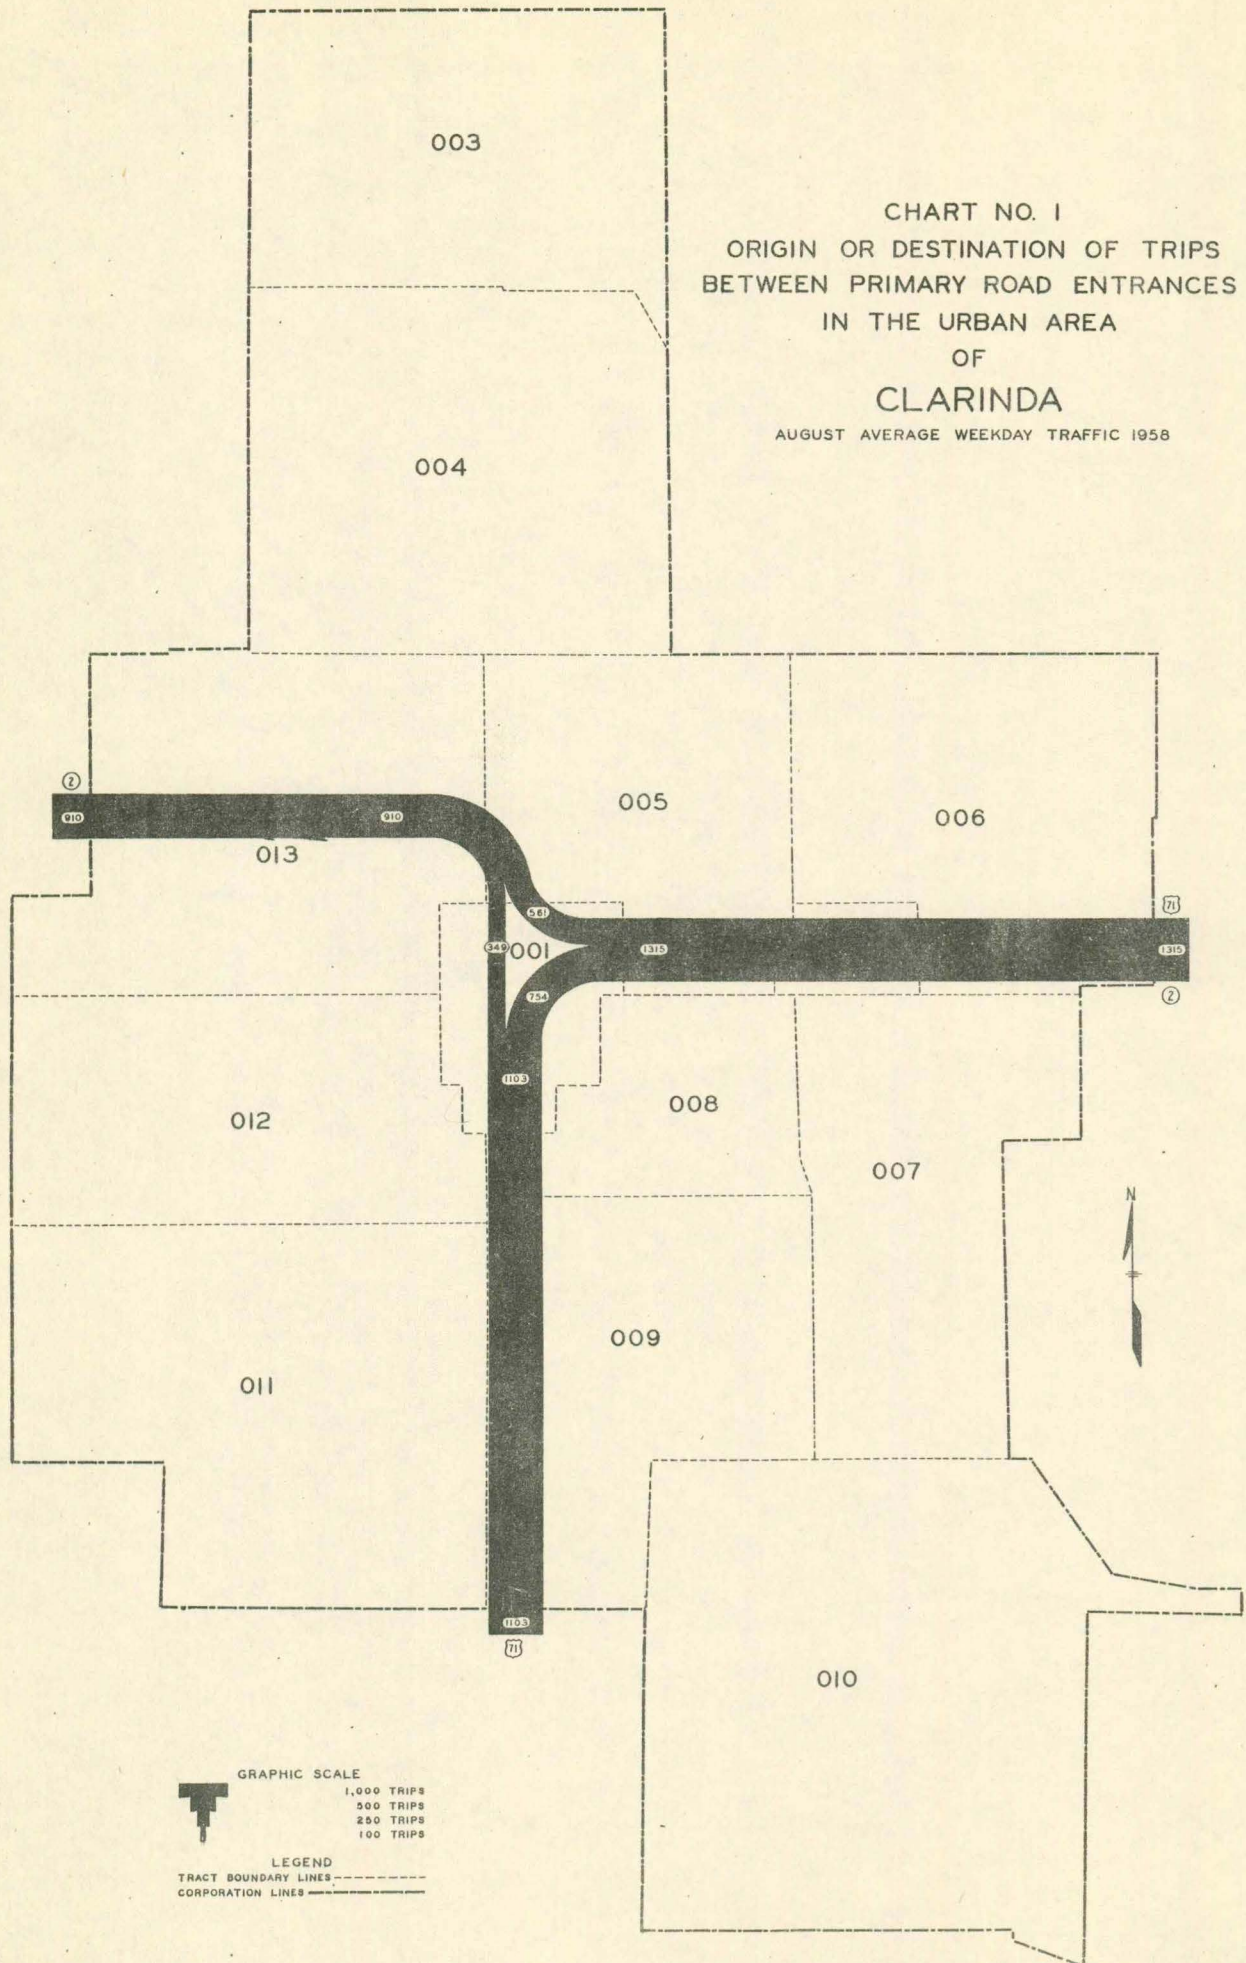 003
CHART NO. 1
ORIGIN OR DESTINATION OF TRIPS
BETWEEN PRIMARY ROAD ENTRANCES
IN THE URBAN AREA
OF
CLARINDA
AUGUST AVERAGE WEEKDAY TRAFFIC 1958
004
2
910
910
005
006
013
561
71
349
001
1315
1315
754
2
1103
008
012
007
N
009
011
1103
71
010
GRAPHIC SCALE
1,000 TRIPS
500 TRIPS
250 TRIPS
100 TRIPS
LEGEND
TRACT BOUNDARY LINES
CORPORATION LINES